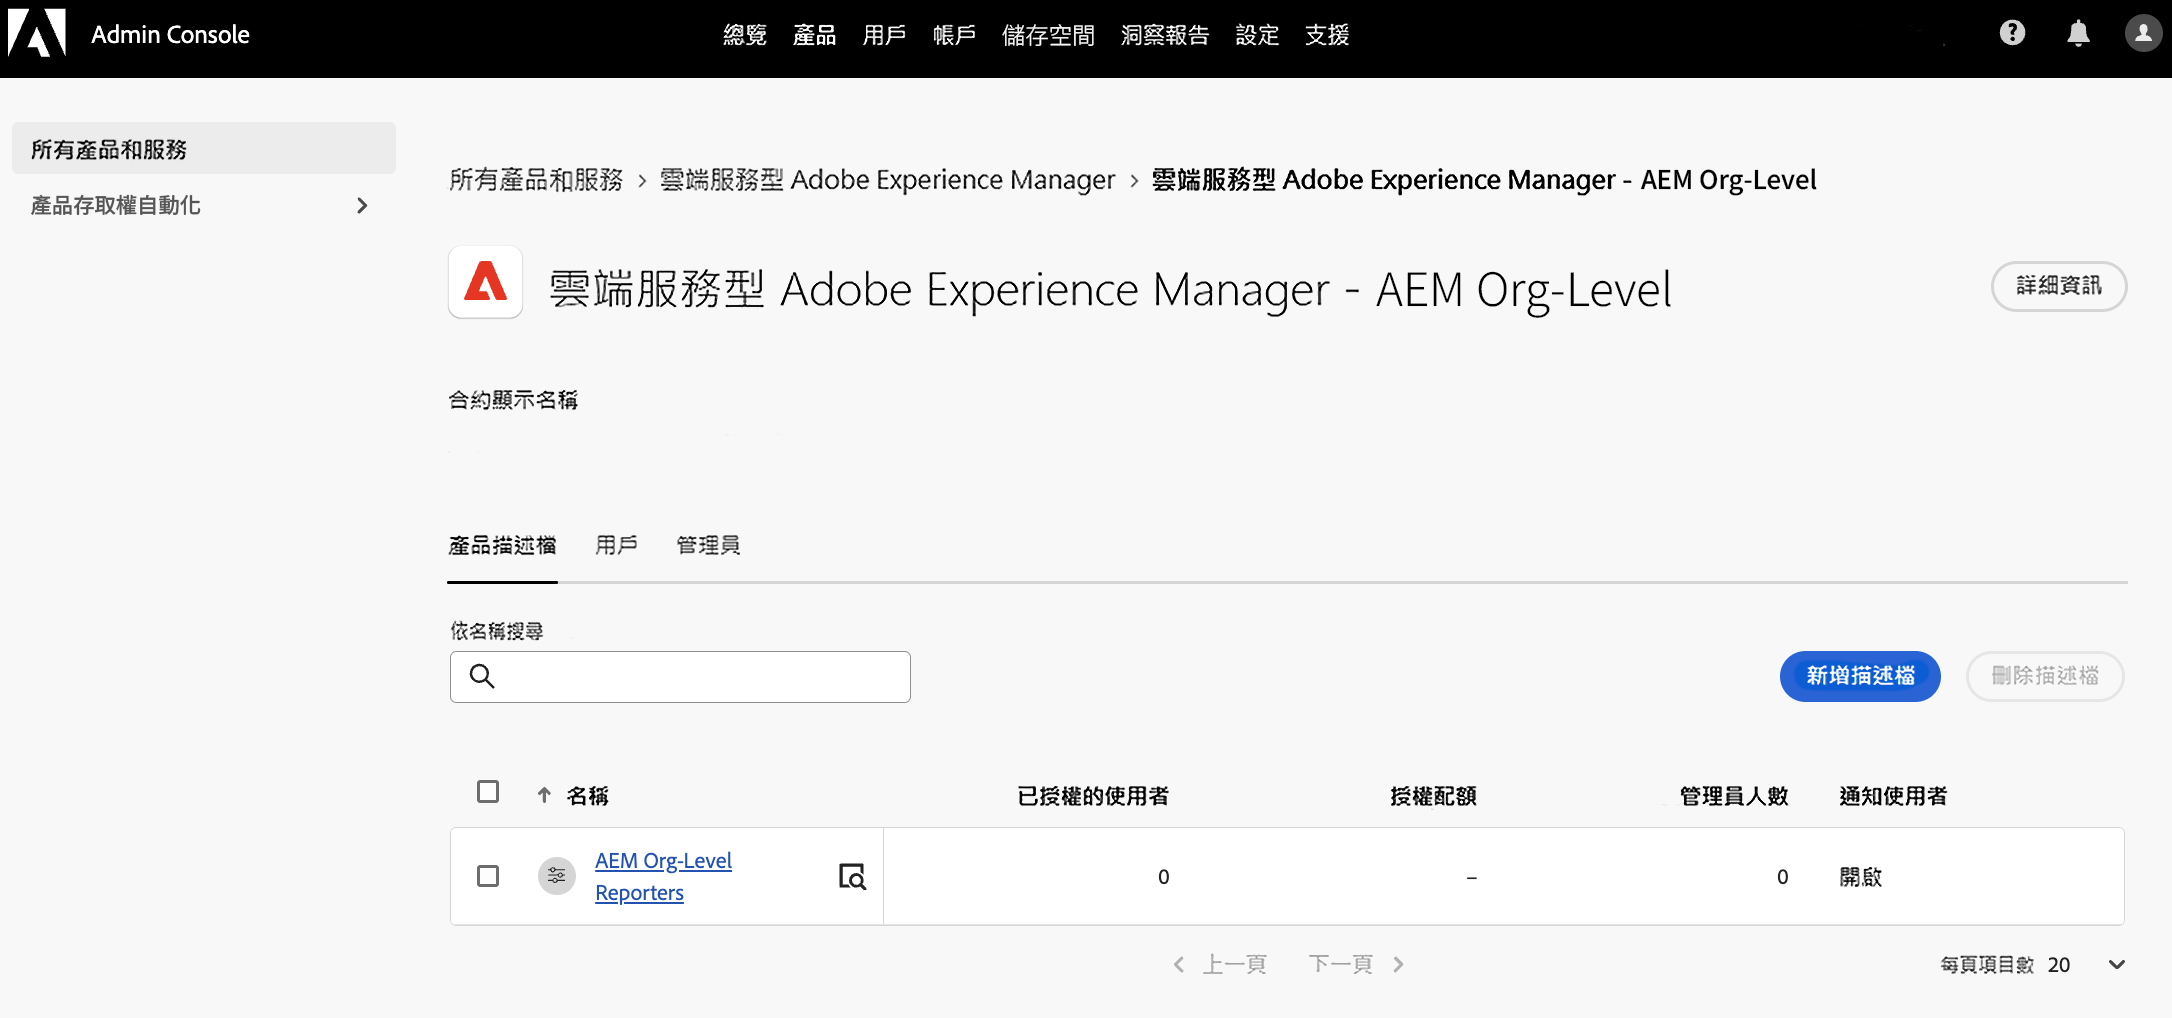 Admin Console
總覽 產品 用戶 帳戶 儲存空間 洞察報告 設定 支援
所有產品和服務
產品存取權自動化
所有產品和服務 › 雲端服務型 Adobe Experience Manager › 雲端服務型 Adobe Experience Manager - AEM Org-Level
雲端服務型 Adobe Experience Manager - AEM Org-Level
詳細資訊
合約顯示名稱
產品描述檔 用戶 管理員
依名稱搜尋
新增描述檔 刪除描述檔
名稱 已授權的使用者 授權配額 管理員人數 通知使用者
AEM Org-Level
Reporters
0 – 0 開啟
上一頁 下一頁
每頁項目數 20